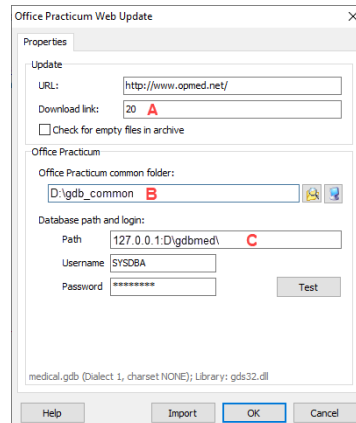 Office Practicum Web Update
Properties
Update
URL: http://www.opmed.net/
Download link: 20 A
Check for empty files in archive
Office Practicum
Office Practicum common folder:
D:\gdb_common B
Database path and login:
Path 127.0.0.1:D\gdbmed\ C
Username SYSDBA
Password ********
Test
medical.gdb (Dialect 1, charset NONE); Library: gds32.dll
Help Import OK Cancel